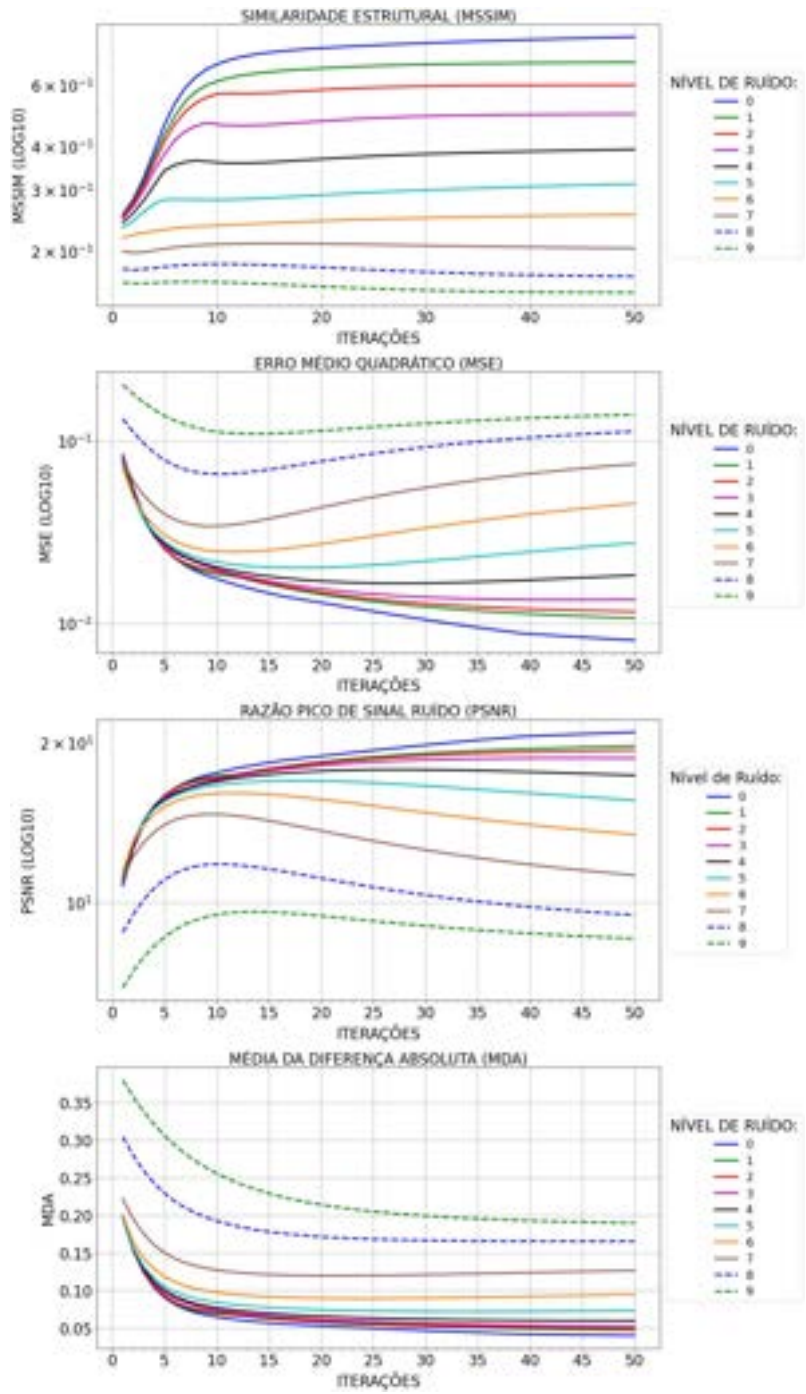 SIMILARIDADE ESTRUTURAL (MSSIM)
MSSIM (LOG10)
6 × 10⁻¹
4 × 10⁻¹
3 × 10⁻¹
2 × 10⁻¹
0 10 20 30 40 50
ITERAÇÕES
NÍVEL DE RUÍDO:
0
1
2
3
4
5
6
7
8
9
ERRO MÉDIO QUADRÁTICO (MSE)
MSE (LOG10)
10⁻¹
10⁻²
0 5 10 15 20 25 30 35 40 45 50
ITERAÇÕES
NÍVEL DE RUÍDO:
0
1
2
3
4
5
6
7
8
9
RAZÃO PICO DE SINAL RUÍDO (PSNR)
PSNR (LOG10)
2 × 10¹
10¹
0 5 10 15 20 25 30 35 40 45 50
ITERAÇÕES
Nível de Ruído:
0
1
2
3
4
5
6
7
8
9
MÉDIA DA DIFERENÇA ABSOLUTA (MDA)
MDA
0.35
0.30
0.25
0.20
0.15
0.10
0.05
0 5 10 15 20 25 30 35 40 45 50
ITERAÇÕES
NÍVEL DE RUÍDO:
0
1
2
3
4
5
6
7
8
9